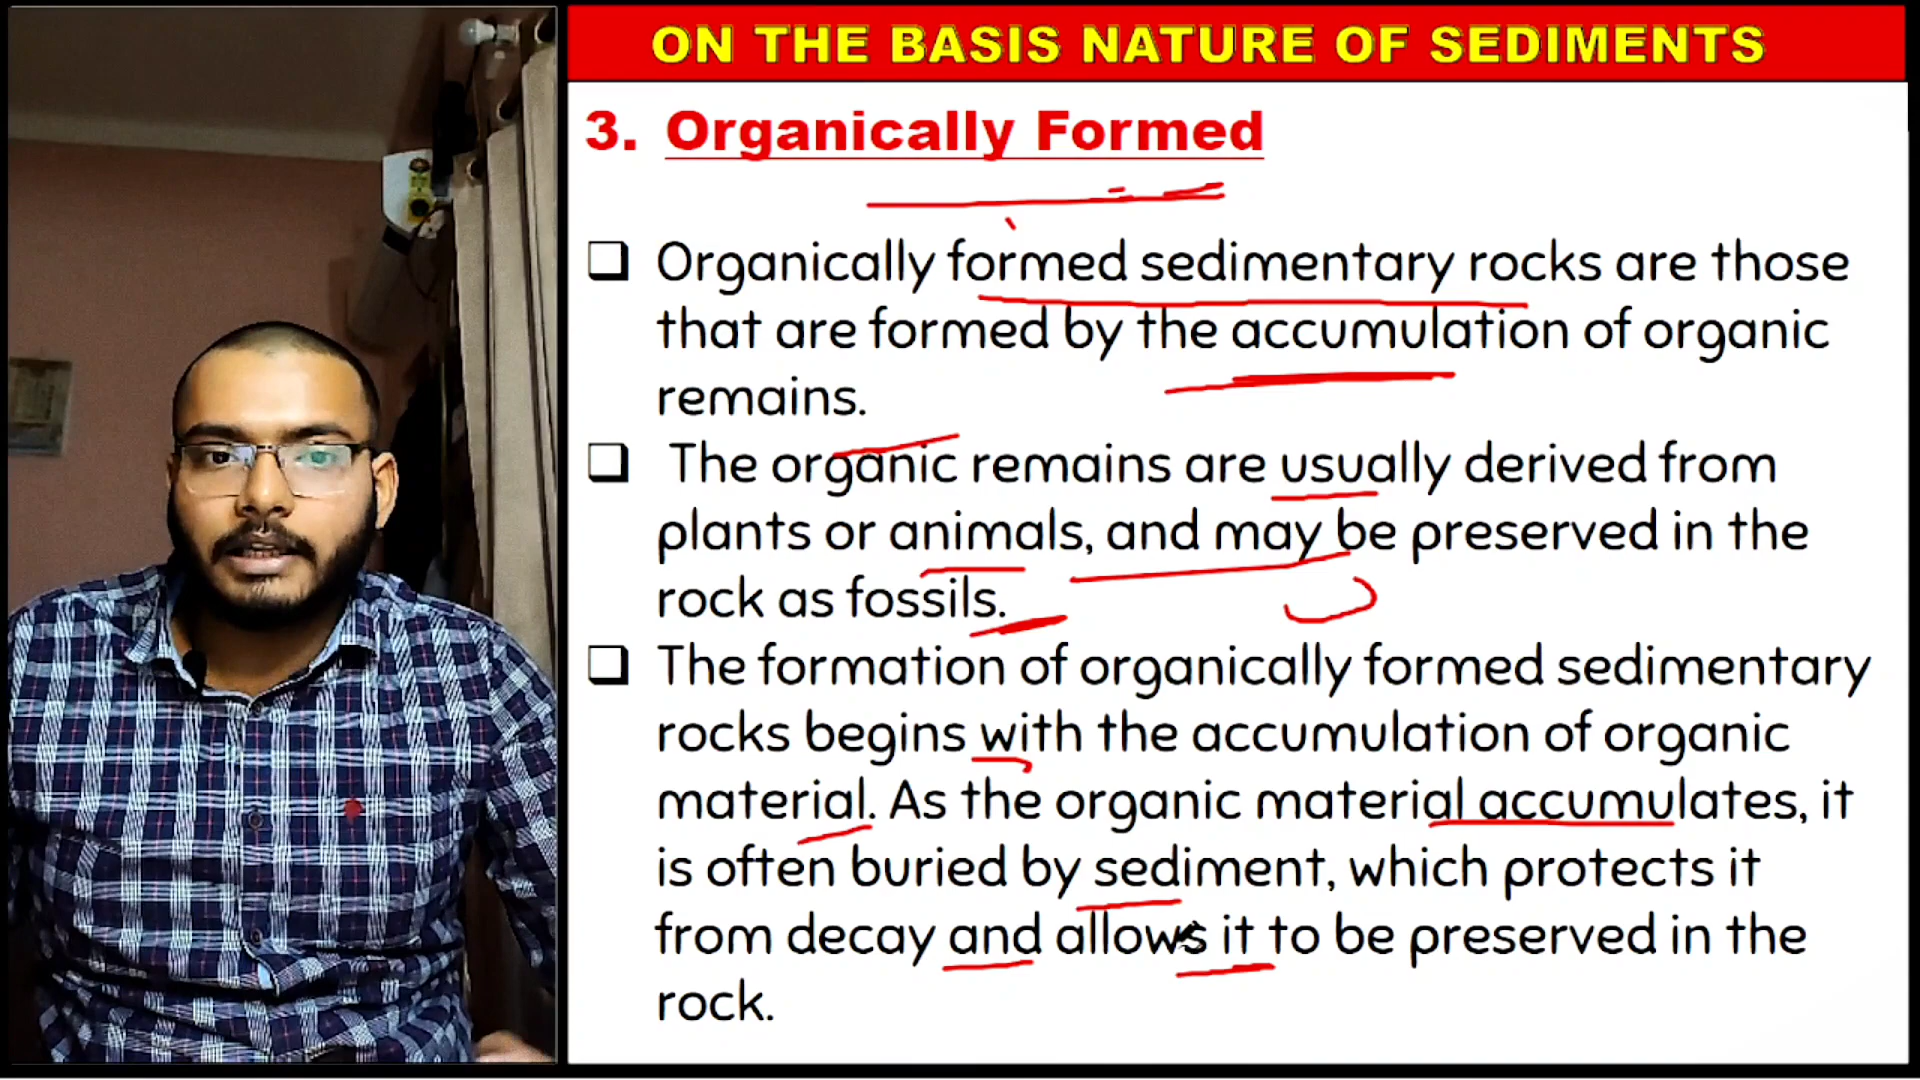 ON THE BASIS NATURE OF SEDIMENTS
3. Organically Formed
Organically formed sedimentary rocks are those
that are formed by the accumulation of organic
remains.
The organic remains are usually derived from
plants or animals, and may be preserved in the
rock as fossils.
The formation of organically formed sedimentary
rocks begins with the accumulation of organic
material. As the organic material accumulates, it
is often buried by sediment, which protects it
from decay and allows it to be preserved in the
rock.